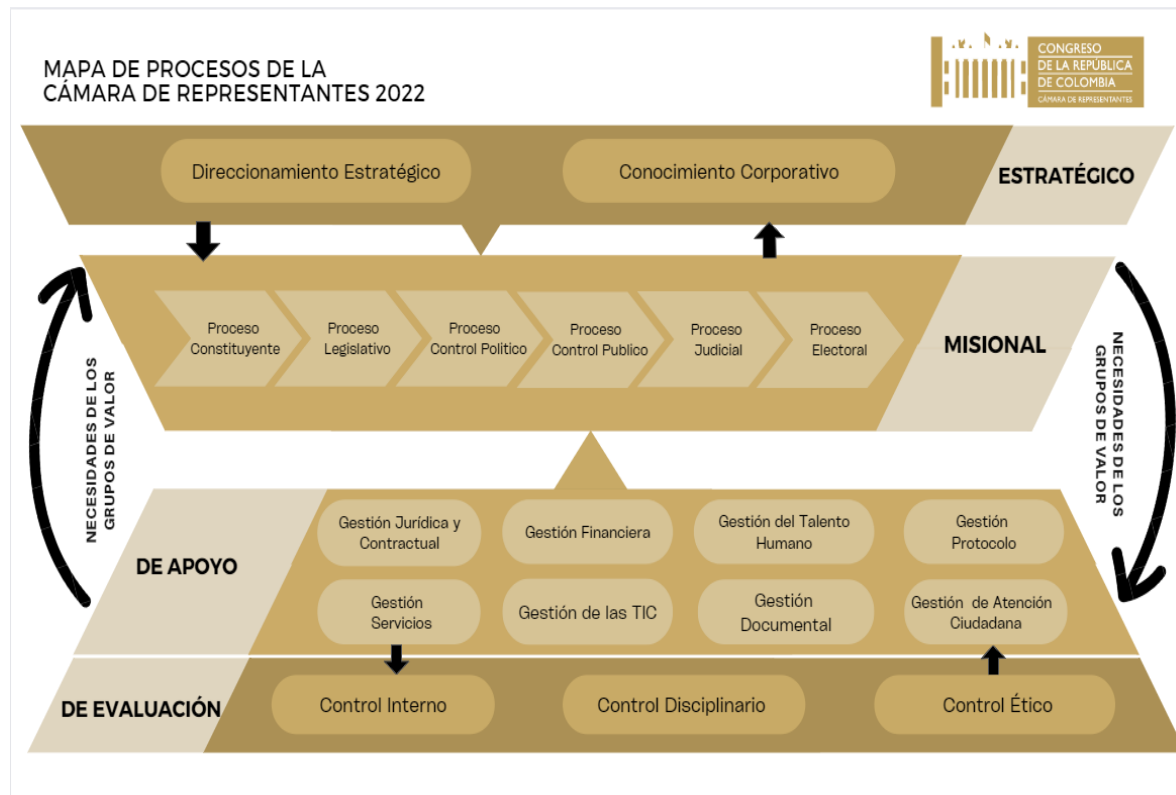 MAPA DE PROCESOS DE LA
CÁMARA DE REPRESENTANTES 2022
CONGRESO
DE LA REPÚBLICA
DE COLOMBIA
CÁMARA DE REPRESENTANTES
Direccionamiento Estratégico
Conocimiento Corporativo
ESTRATÉGICO
Proceso
Constituyente
Proceso
Legislativo
Proceso
Control Politico
Proceso
Control Publico
Proceso
Judicial
Proceso
Electoral
MISIONAL
NECESIDADES DE LOS
GRUPOS DE VALOR
NECESIDADES DE LOS
GRUPOS DE VALOR
DE APOYO
Gestión Jurídica y
Contractual
Gestión Financiera
Gestión del Talento
Humano
Gestión
Protocolo
Gestión
Servicios
Gestión de las TIC
Gestión
Documental
Gestión de Atención
Ciudadana
DE EVALUACIÓN
Control Interno
Control Disciplinario
Control Ético